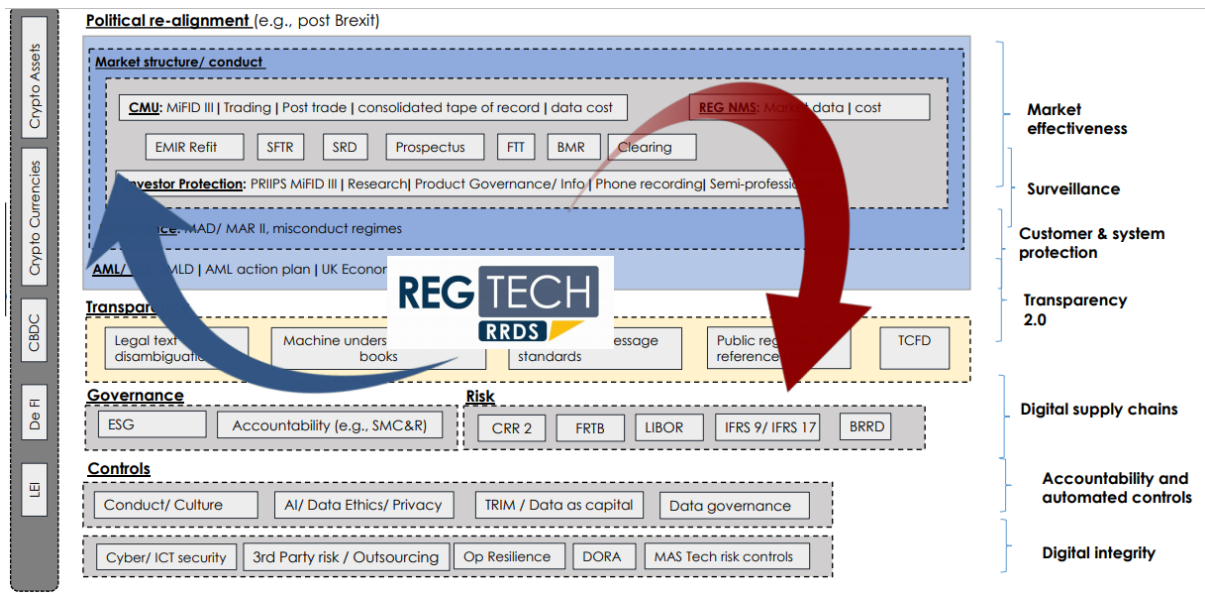 Political re-alignment (e.g., post Brexit)
Crypto Assets
Crypto Currencies
CBDC
De FI
LEI
Market structure/ conduct
CMU: MiFID III | Trading | Post trade | consolidated tape of record | data cost
REG NMS: Market data | cost
EMIR Refit
SFTR
SRD
Prospectus
FTT
BMR
Clearing
Investor Protection: PRIIPS MiFID III | Research| Product Governance/ Info | Phone recording| Semi-professio
MAD/ MAR II, misconduct regimes
AML/ MLD | AML action plan | UK Econo
REGTECH
RRDS
Transpar
Legal text
disambiguatio
Machine unders
books
essage
standards
Public reg
reference
TCFD
Governance
ESG
Accountability (e.g., SMC&R)
Risk
CRR 2
FRTB
LIBOR
IFRS 9/ IFRS 17
BRRD
Controls
Conduct/ Culture
AI/ Data Ethics/ Privacy
TRIM / Data as capital
Data governance
Cyber/ ICT security
3rd Party risk / Outsourcing
Op Resilience
DORA
MAS Tech risk controls
Market
effectiveness
Surveillance
Customer & system
protection
Transparency
2.0
Digital supply chains
Accountability and
automated controls
Digital integrity